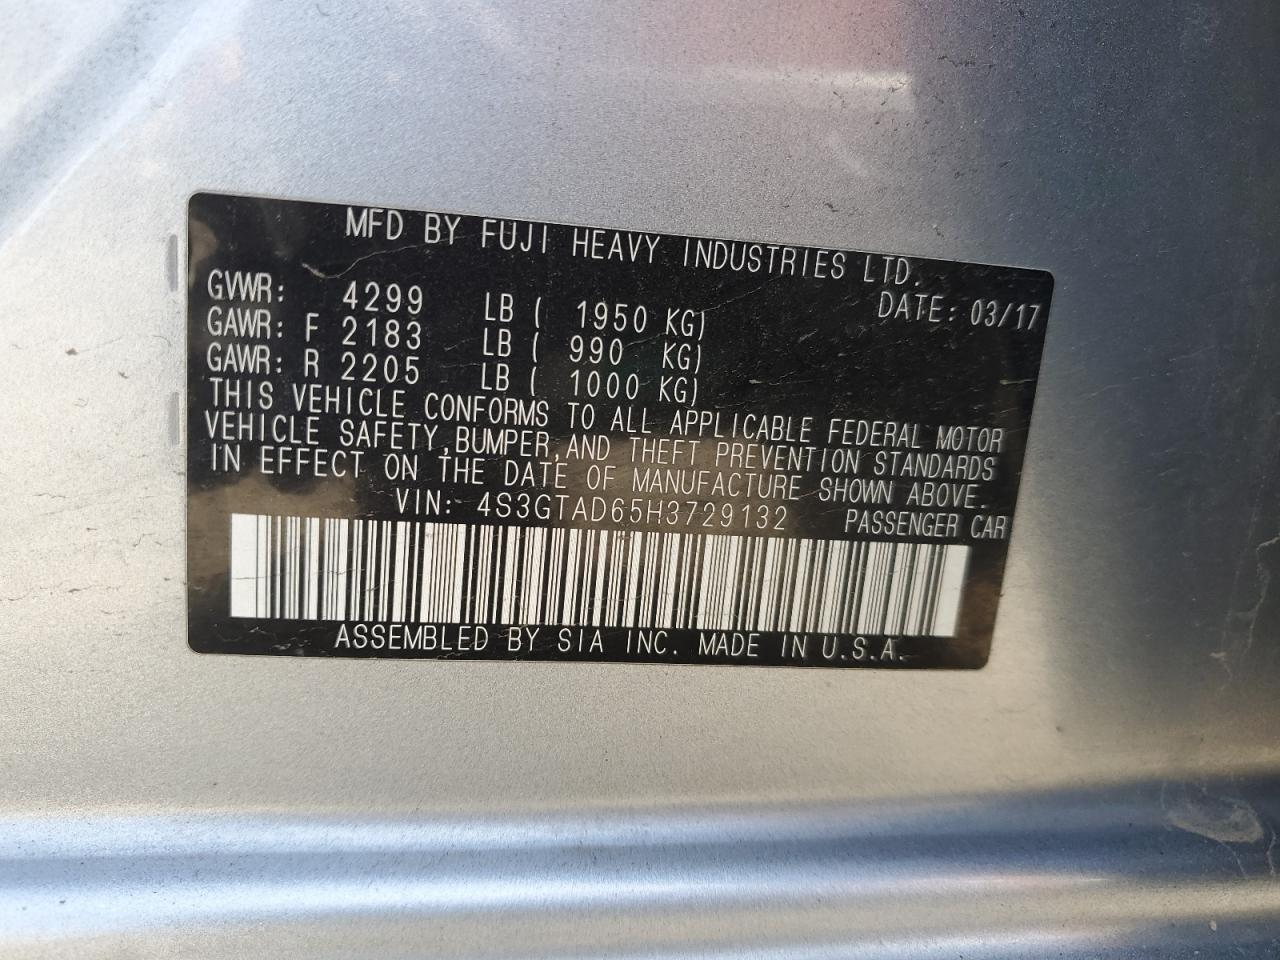 MFD BY FUJI HEAVY INDUSTRIES LTD.
GVWR: 4299 LB ( 1950 KG) DATE: 03/17
GAWR: F 2183 LB ( 990 KG)
GAWR: R 2205 LB ( 1000 KG)
THIS VEHICLE CONFORMS TO ALL APPLICABLE FEDERAL MOTOR
VEHICLE SAFETY,BUMPER,AND THEFT PREVENTION STANDARDS
IN EFFECT ON THE DATE OF MANUFACTURE SHOWN ABOVE.
VIN: 4S3GTAD65H3729132 PASSENGER CAR
ASSEMBLED BY SIA INC. MADE IN U.S.A.